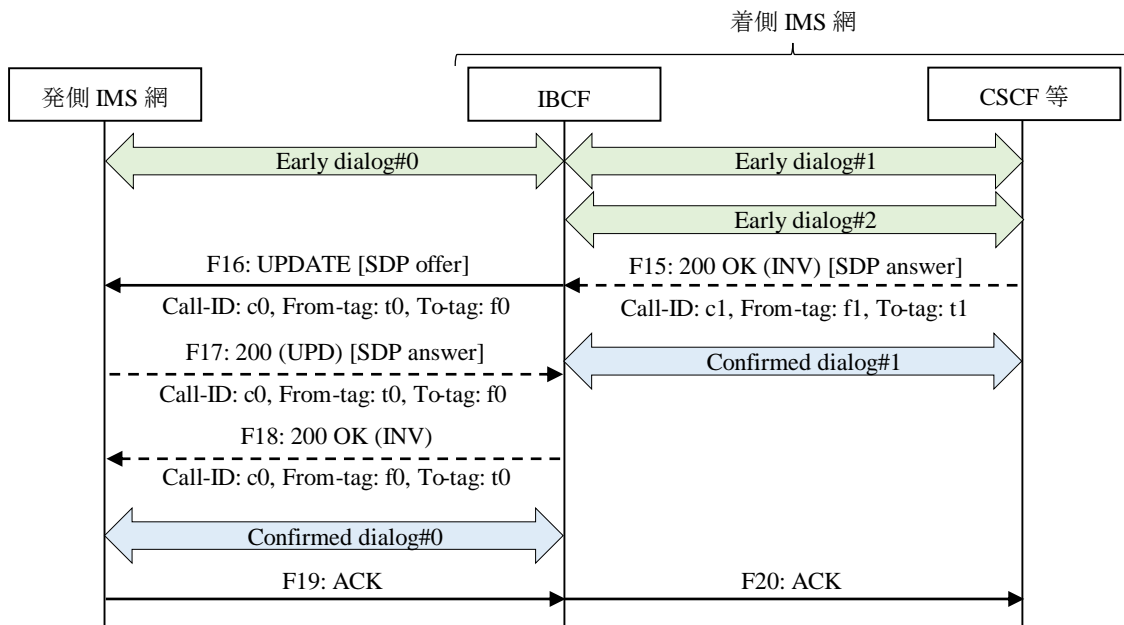 着側 IMS 網
発側 IMS 網
IBCF
CSCF 等
Early dialog#0
Early dialog#1
Early dialog#2
F16: UPDATE [SDP offer]
F15: 200 OK (INV) [SDP answer]
Call-ID: c0, From-tag: t0, To-tag: f0
Call-ID: c1, From-tag: f1, To-tag: t1
F17: 200 (UPD) [SDP answer]
Confirmed dialog#1
Call-ID: c0, From-tag: t0, To-tag: f0
F18: 200 OK (INV)
Call-ID: c0, From-tag: f0, To-tag: t0
Confirmed dialog#0
F19: ACK
F20: ACK